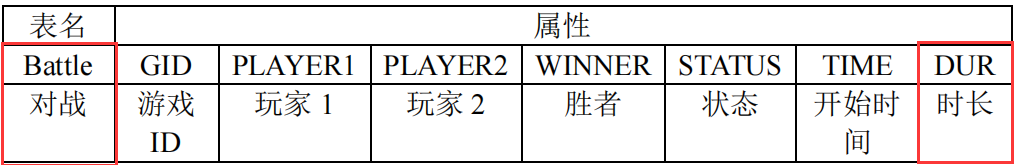 表名 属性
Battle GID PLAYER1 PLAYER2 WINNER STATUS TIME DUR
对战 游戏 玩家 1 玩家 2 胜者 状态 开始时 时长
ID 间